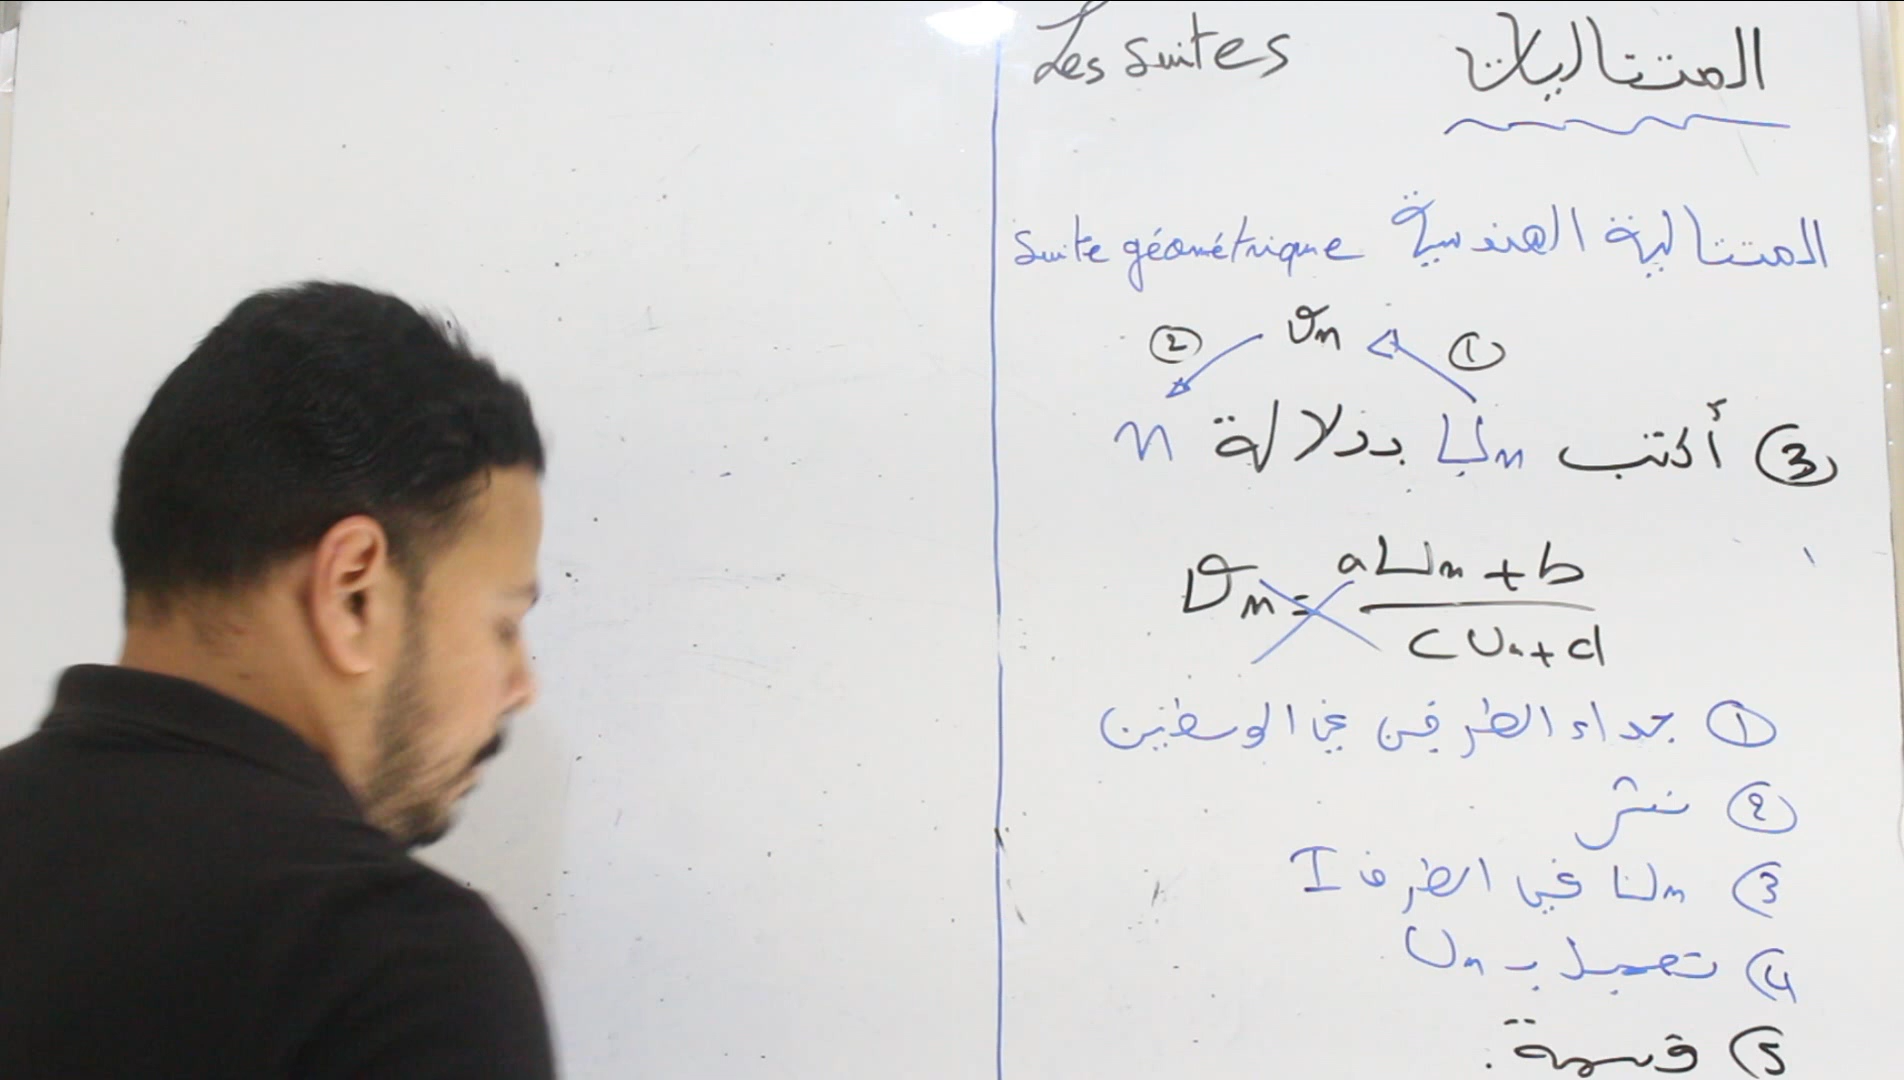 المتتاليات Les suites
المتتالية الهندسية Suite géométrique
① vn ②
③ أكتب Un بدلالة n
vn = aUn + b / cUn + d
① جداء الطرفين في الوسطين
② ننشر
③ Un في الطرف I
④ تعميل بـ Un
⑤ قسمة.